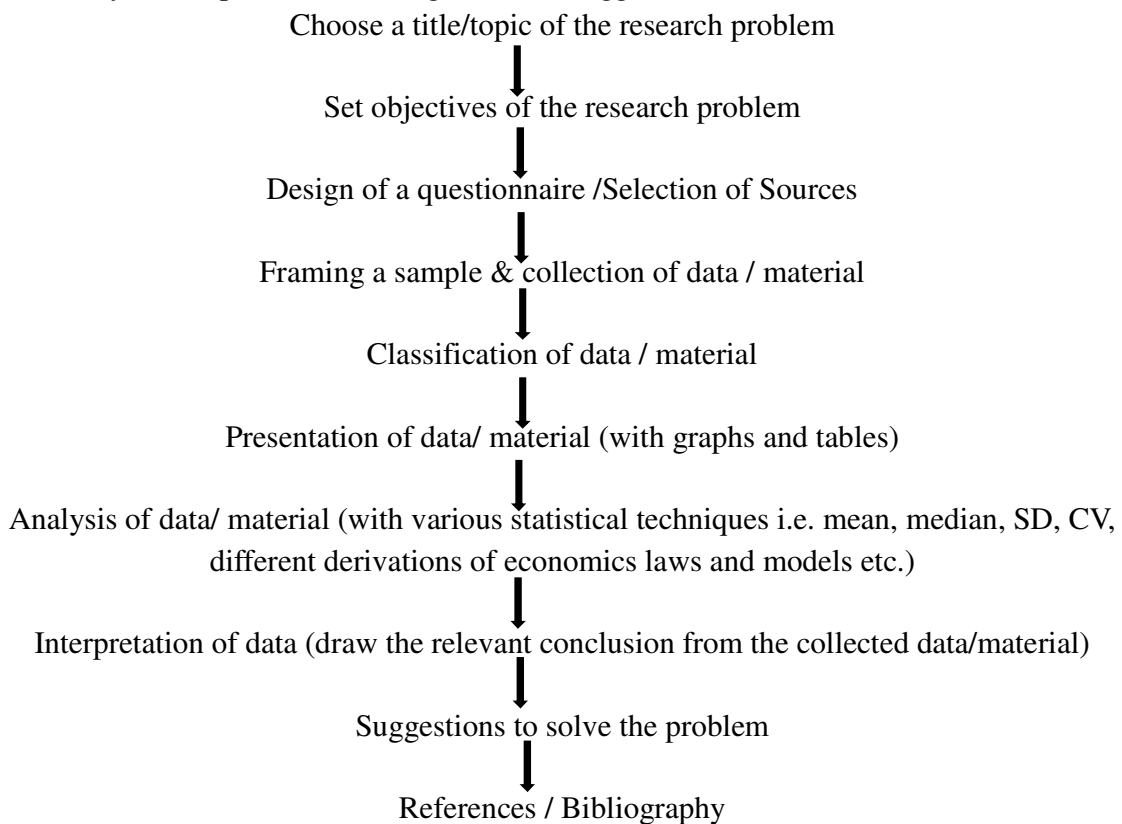 Choose a title/topic of the research problem
Set objectives of the research problem
Design of a questionnaire /Selection of Sources
Framing a sample & collection of data / material
Classification of data / material
Presentation of data/ material (with graphs and tables)
Analysis of data/ material (with various statistical techniques i.e. mean, median, SD, CV,
different derivations of economics laws and models etc.)
Interpretation of data (draw the relevant conclusion from the collected data/material)
Suggestions to solve the problem
References / Bibliography